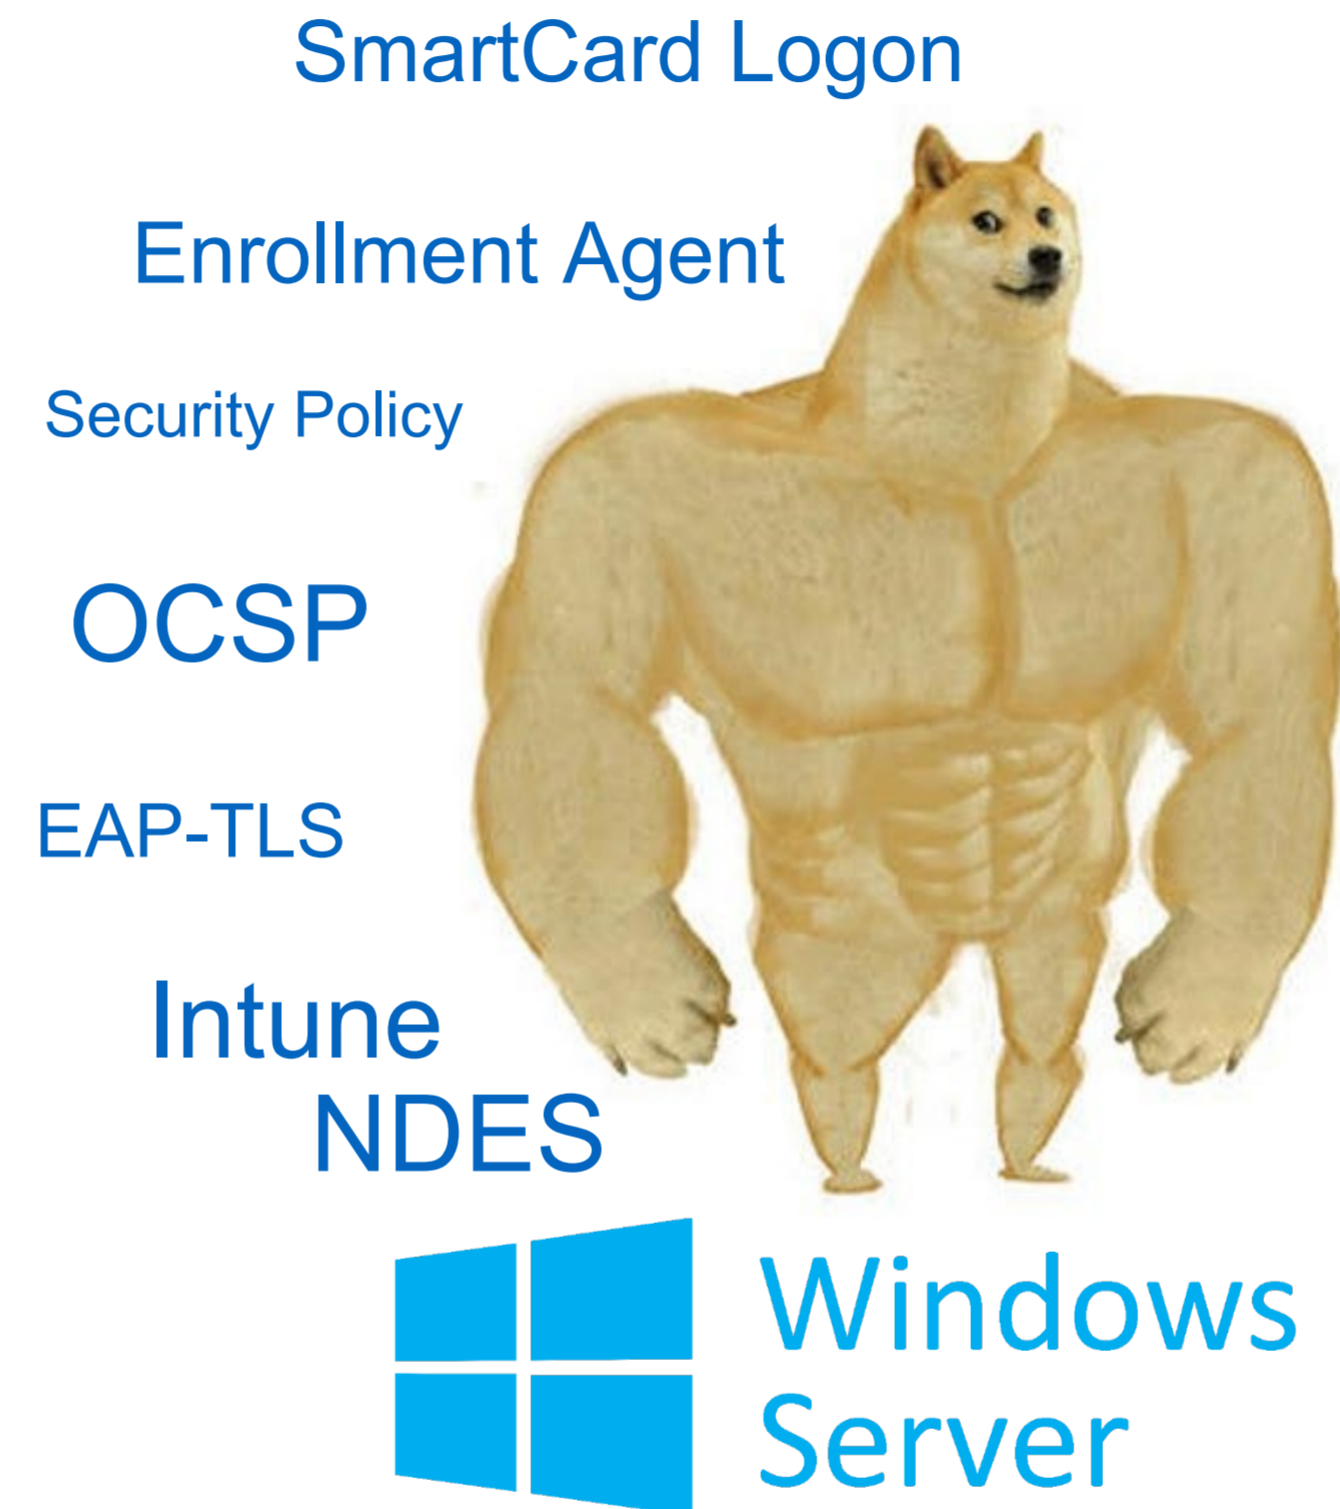 SmartCard Logon
Enrollment Agent
Security Policy
OCSP
EAP-TLS
Intune
NDES
Windows
Server